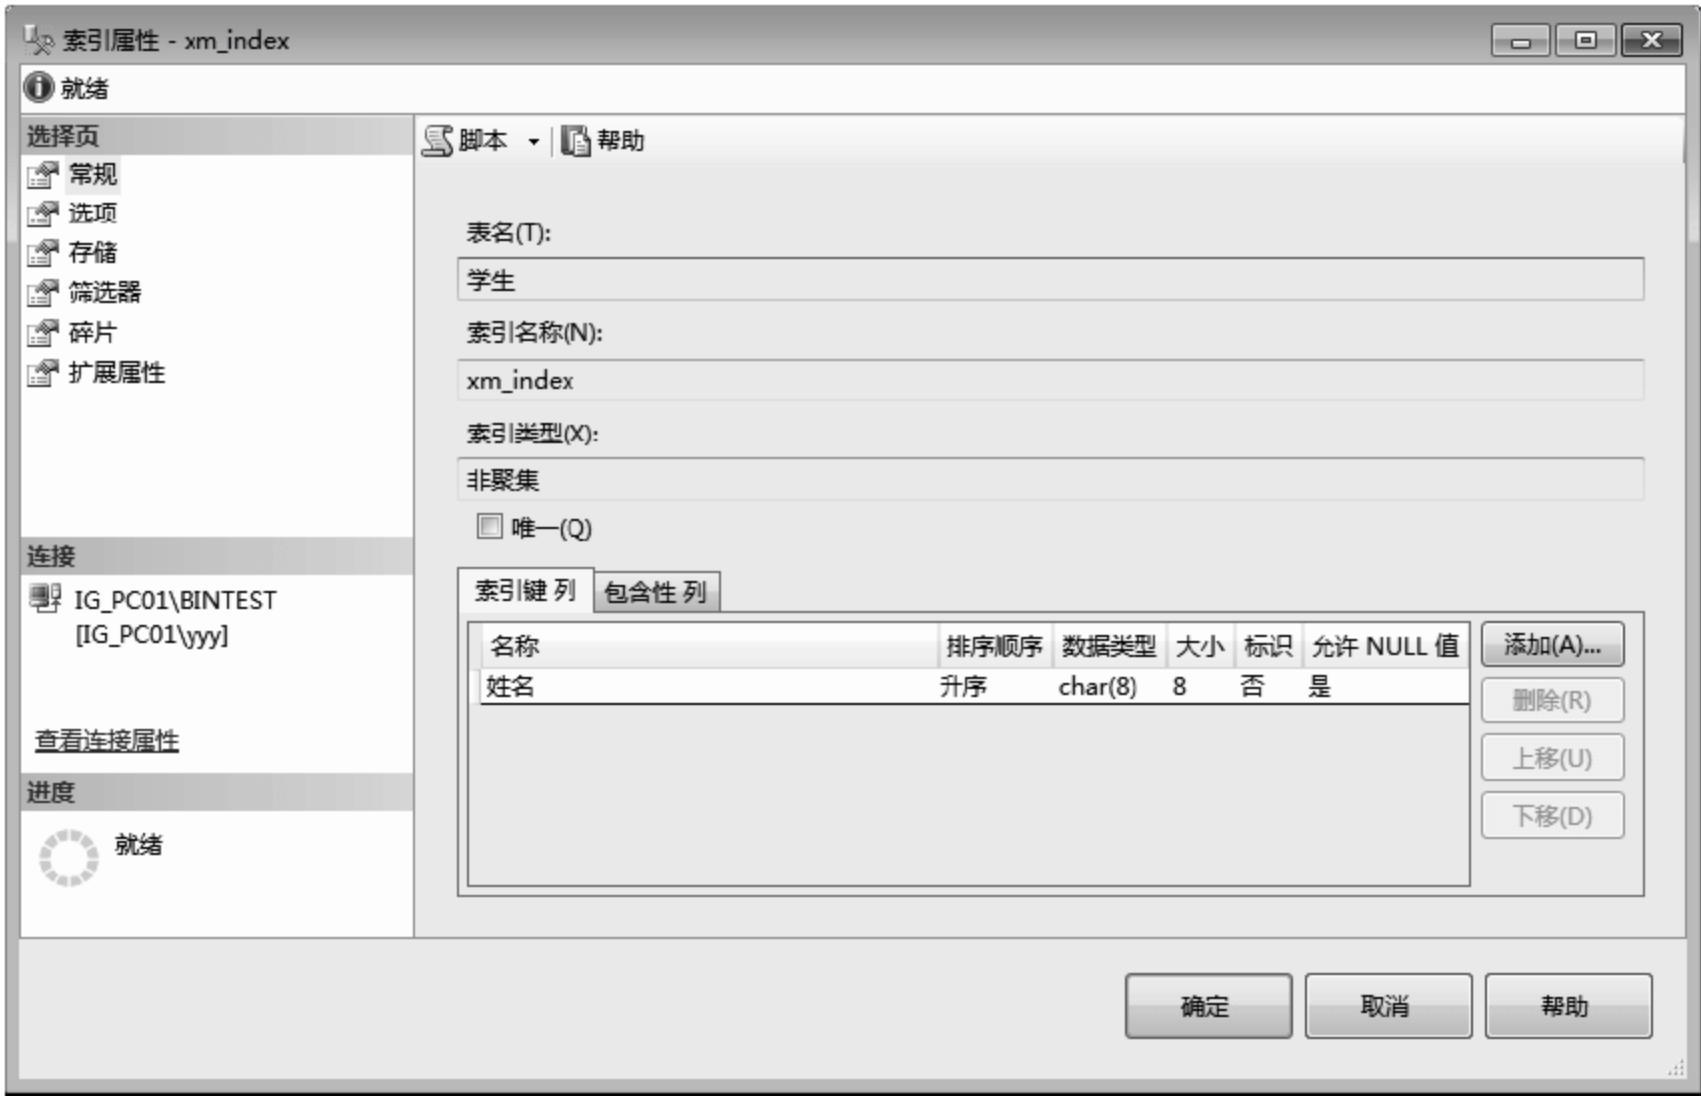 索引属性 - xm_index
就绪
选择页
常规
选项
存储
筛选器
碎片
扩展属性
连接
IG_PC01\BINTEST
[IG_PC01\yyy]
查看连接属性
进度
就绪
脚本 帮助
表名(T):
学生
索引名称(N):
xm_index
索引类型(X):
非聚集
唯一(Q)
索引键 列 包含性 列
名称 排序顺序 数据类型 大小 标识 允许 NULL 值
姓名 升序 char(8) 8 否 是
添加(A)...
删除(R)
上移(U)
下移(D)
确定 取消 帮助